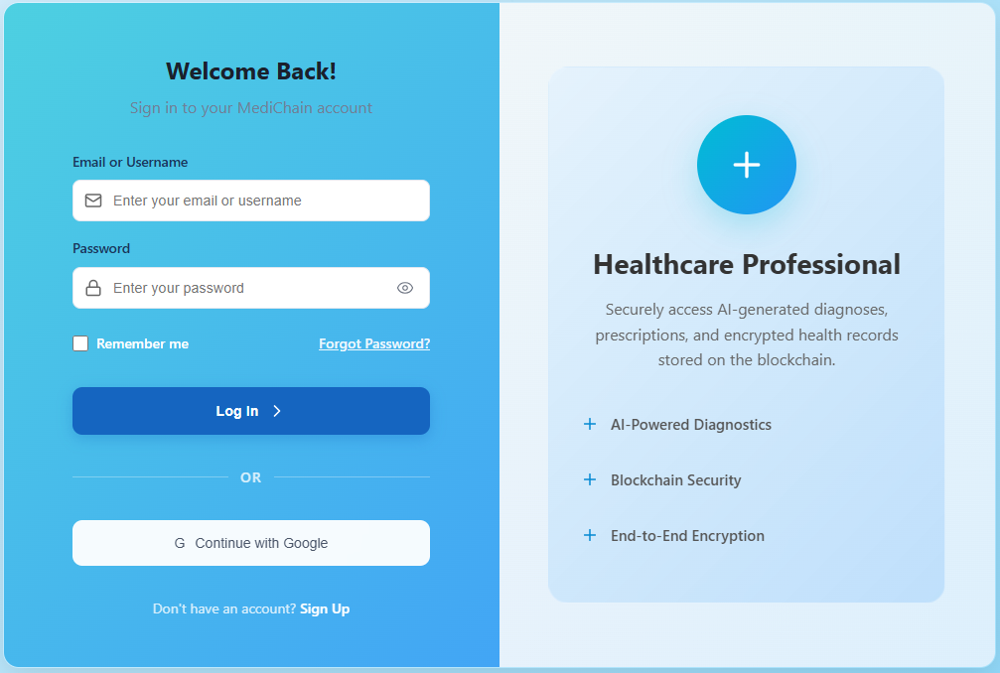 Welcome Back!
Sign in to your MediChain account
Email or Username
Enter your email or username
Password
Enter your password
Remember me
Forgot Password?
Log In
OR
G Continue with Google
Don't have an account? Sign Up
Healthcare Professional
Securely access AI-generated diagnoses,
prescriptions, and encrypted health records
stored on the blockchain.
AI-Powered Diagnostics
Blockchain Security
End-to-End Encryption